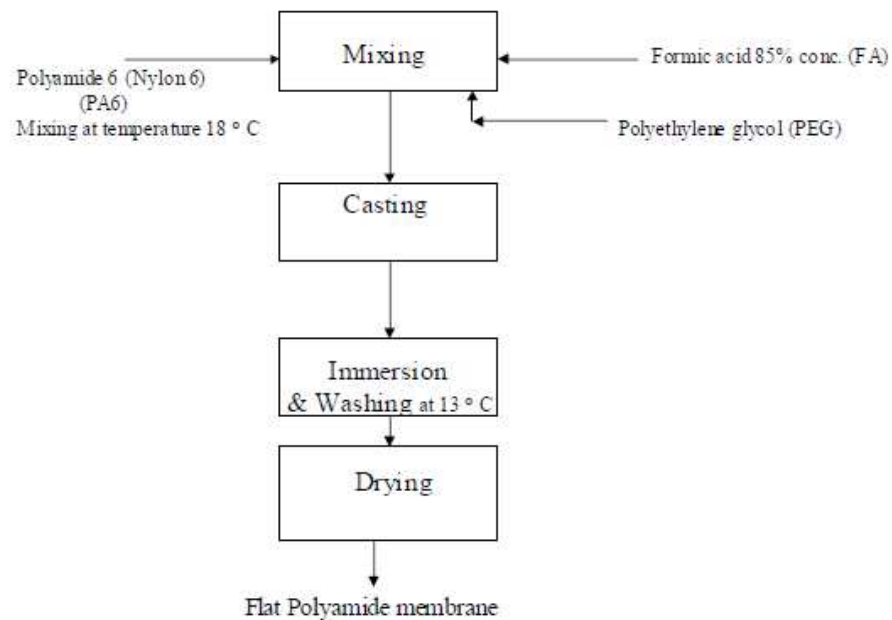 Mixing
Formic acid 85% conc. (FA)
Polyamide 6 (Nylon 6)
(PA6)
Mixing at temperature 18 ° C
Polyethylene glycol (PEG)
Casting
Immersion
& Washing at 13 ° C
Drying
Flat Polyamide membrane